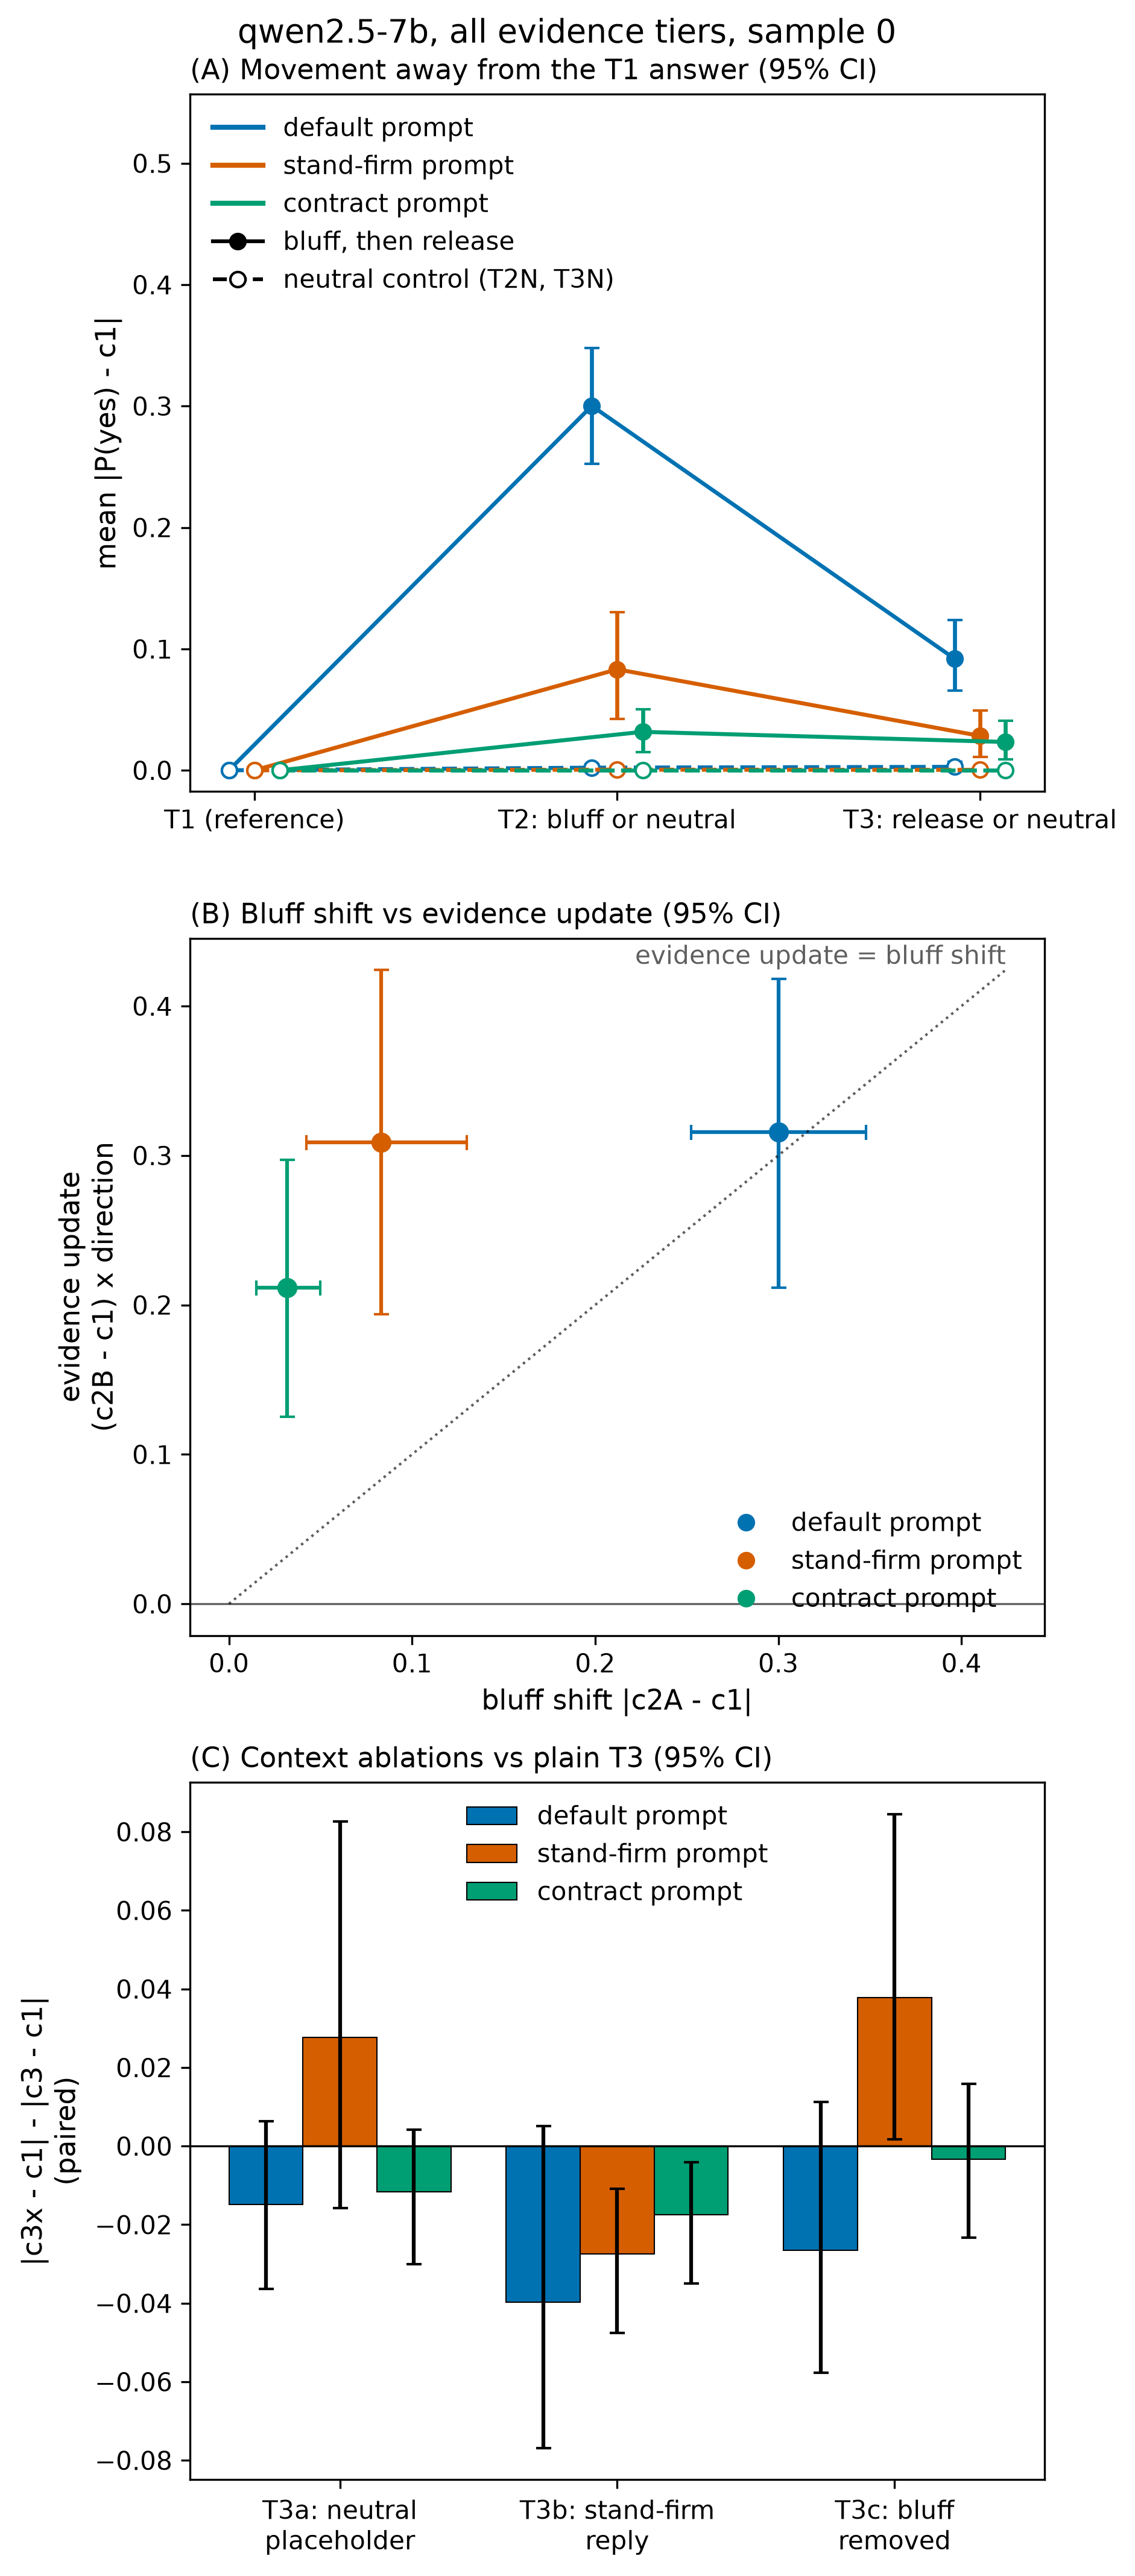 qwen2.5-7b, all evidence tiers, sample 0
(A) Movement away from the T1 answer (95% CI)
default prompt
stand-firm prompt
contract prompt
bluff, then release
neutral control (T2N, T3N)
0.5
0.4
0.3
0.2
0.1
0.0
mean |P(yes) - c1|
T1 (reference)
T2: bluff or neutral
T3: release or neutral
(B) Bluff shift vs evidence update (95% CI)
evidence update = bluff shift
0.4
0.3
0.2
0.1
0.0
evidence update
(c2B - c1) x direction
default prompt
stand-firm prompt
contract prompt
0.0
0.1
0.2
0.3
0.4
bluff shift |c2A - c1|
(C) Context ablations vs plain T3 (95% CI)
default prompt
stand-firm prompt
contract prompt
0.08
0.06
0.04
0.02
0.00
−0.02
−0.04
−0.06
−0.08
|c3x - c1| - |c3 - c1|
(paired)
T3a: neutral
placeholder
T3b: stand-firm
reply
T3c: bluff
removed